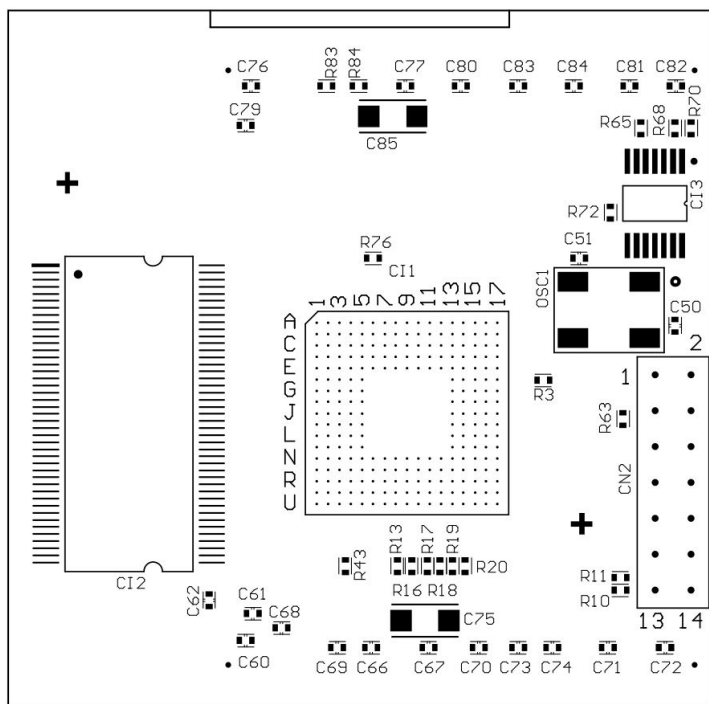 C76
R83
R84
C77
C80
C83
C84
C81
C82
C79
C85
R65
R68
R70
CI3
R72
R76
CI1
C51
OSC1
C50
1 3 5 7 9 11 13 15 17
A
C
E
G
J
L
N
R
U
R3
1
2
R63
CN2
13 14
CI2
R43
R13
R17
R19
R20
R16
R18
C75
R11
R10
C62
C61
C68
C60
C69
C66
C67
C70
C73
C74
C71
C72